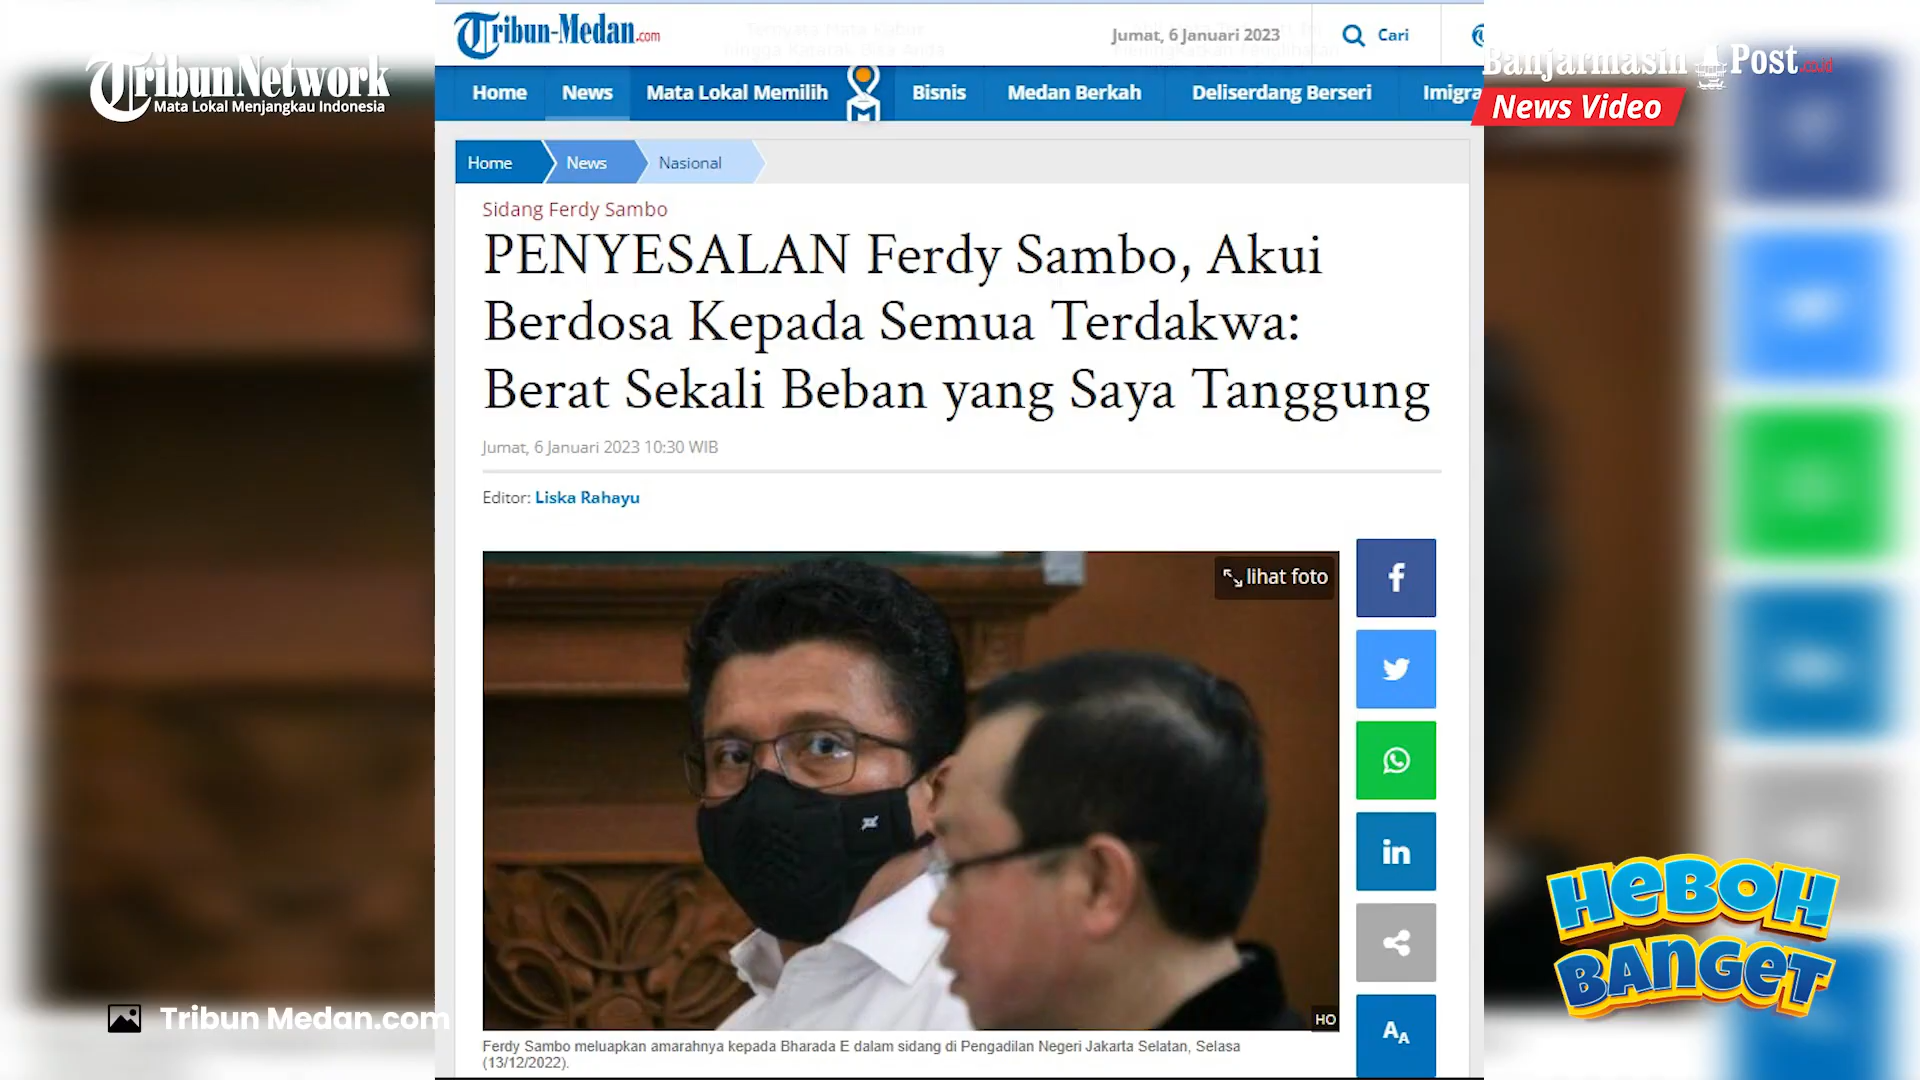 TribunNetwork
Mata Lokal Menjangkau Indonesia
Tribun-Medan.com
Jumat, 6 Januari 2023
Cari
Banjarmasin Post.co.id
News Video
Home
News
Mata Lokal Memilih
Bisnis
Medan Berkah
Deliserdang Berseri
Imigra
Home
News
Nasional
Sidang Ferdy Sambo
PENYESALAN Ferdy Sambo, Akui
Berdosa Kepada Semua Terdakwa:
Berat Sekali Beban yang Saya Tanggung
Jumat, 6 Januari 2023 10:30 WIB
Editor: Liska Rahayu
lihat foto
HO
AA
HEBOH
BANGET
Tribun Medan.com
Ferdy Sambo meluapkan amarahnya kepada Bharada E dalam sidang di Pengadilan Negeri Jakarta Selatan, Selasa
(13/12/2022).